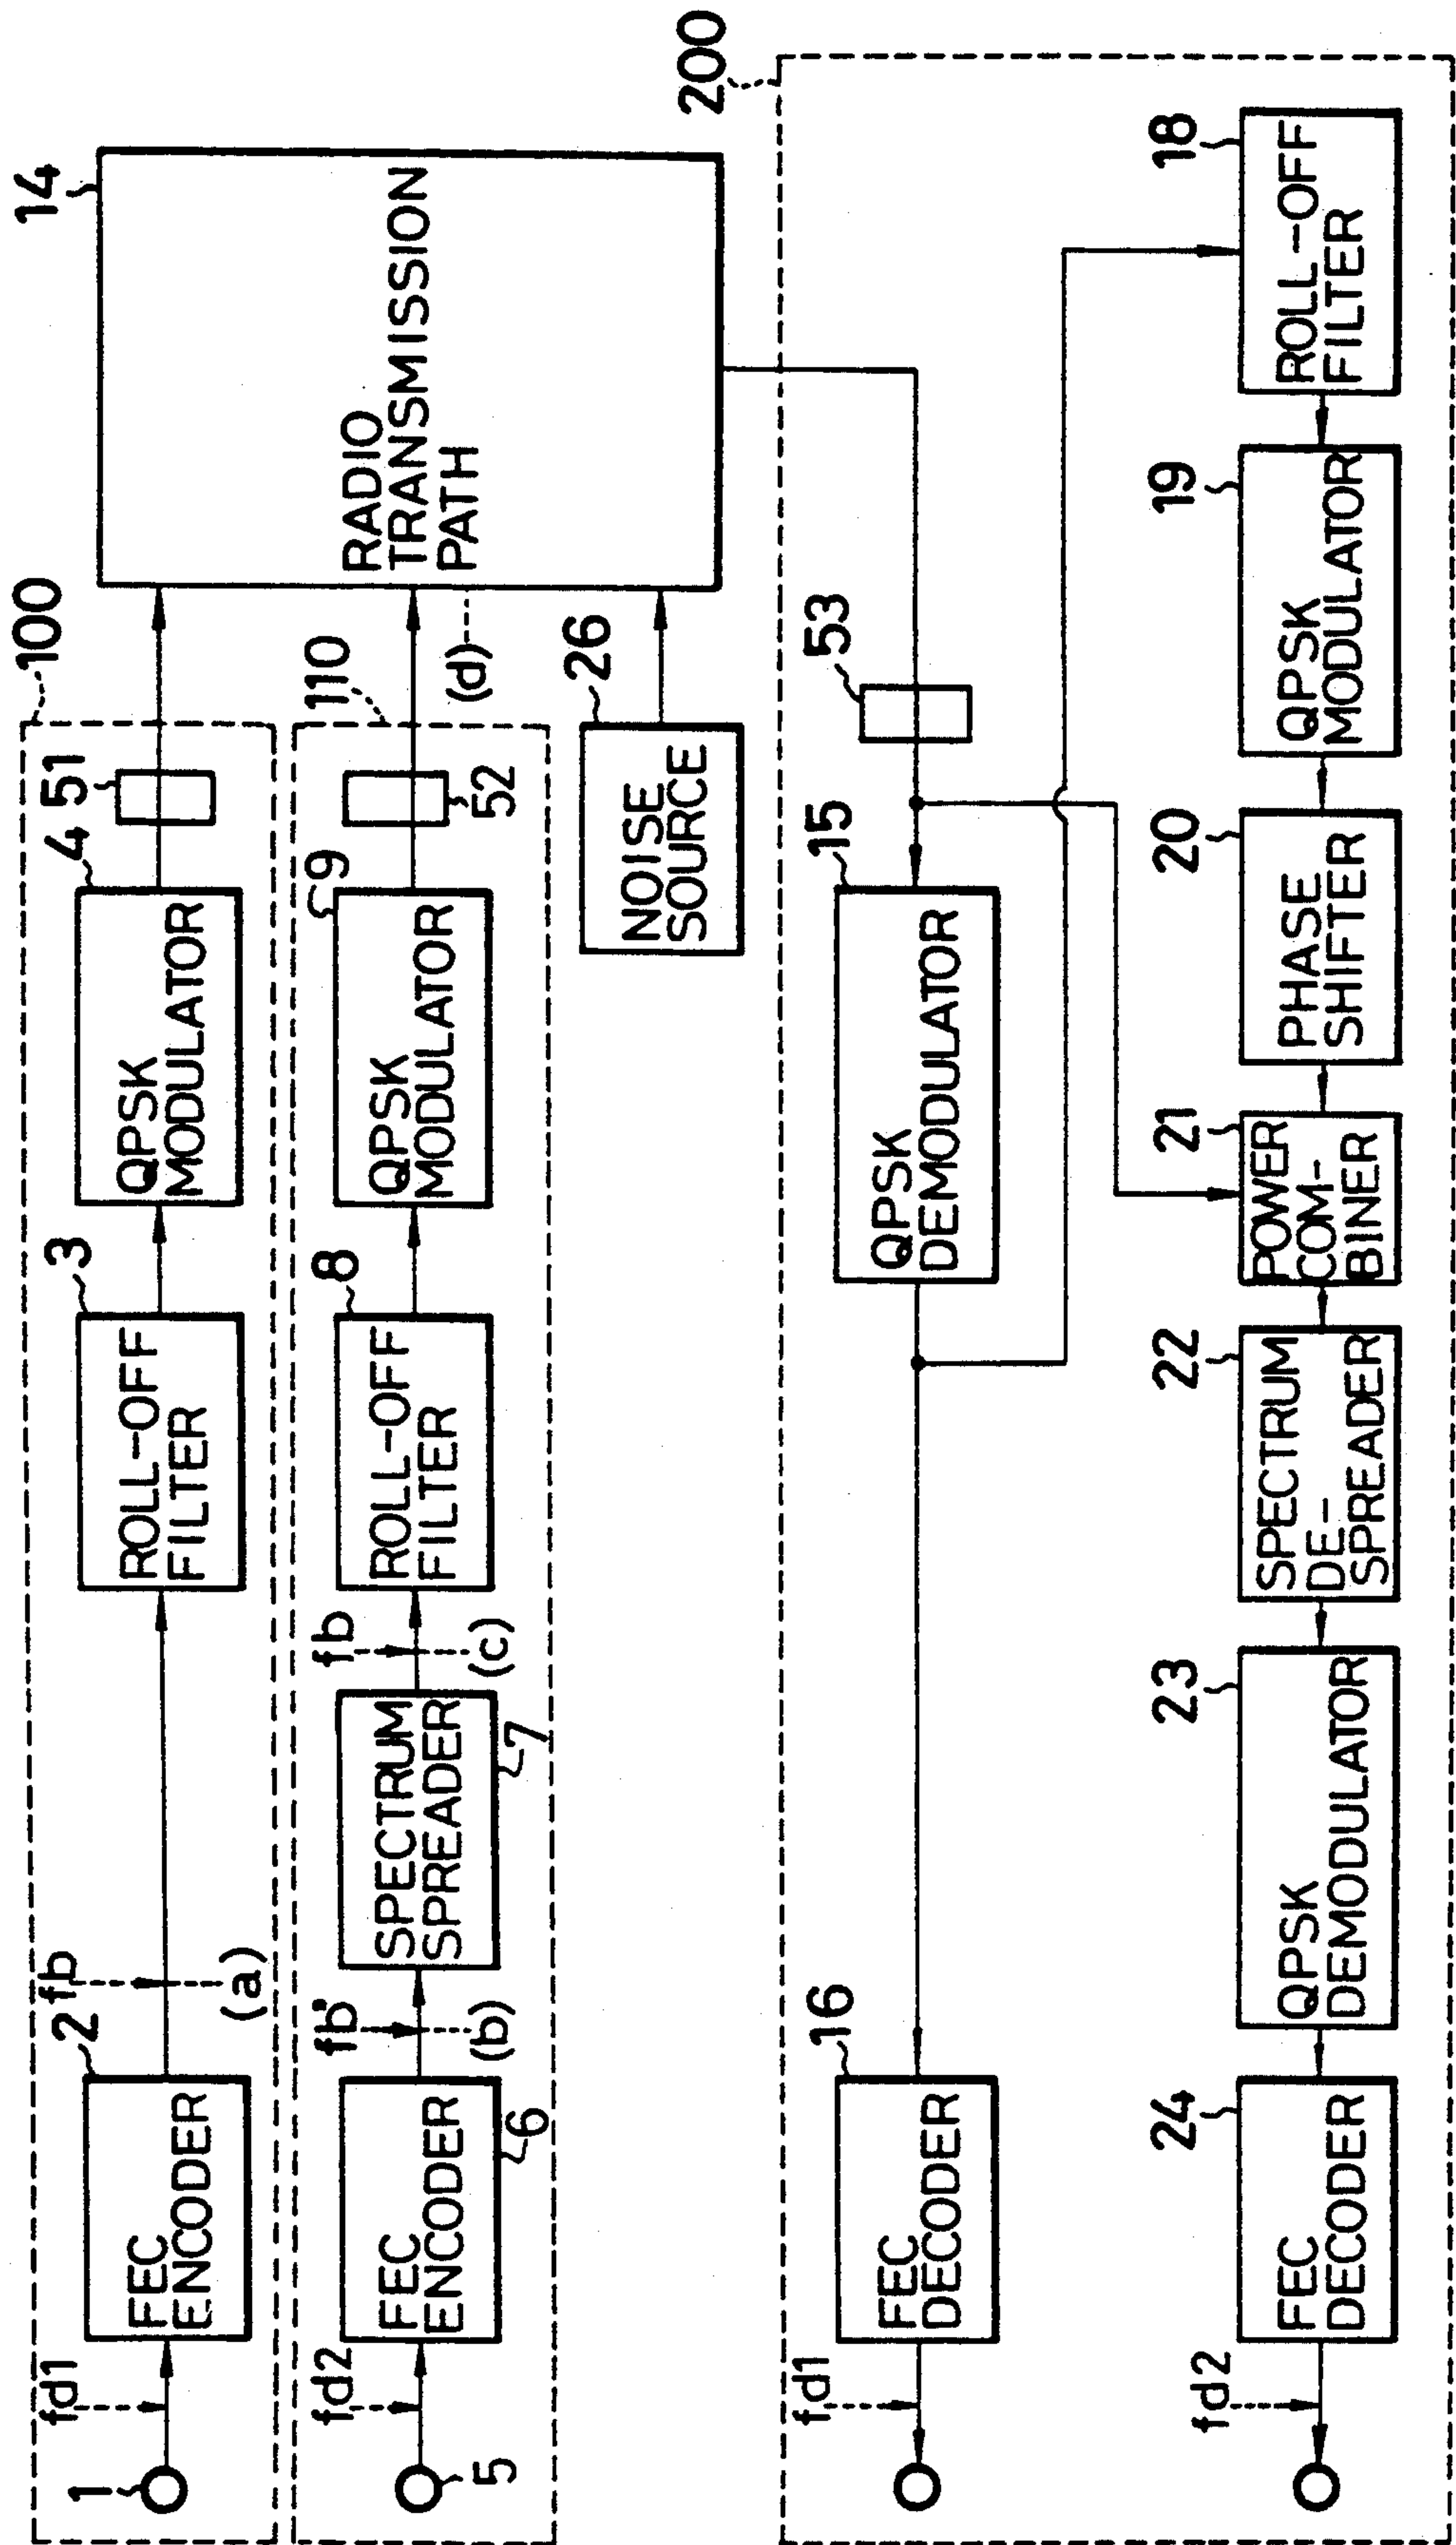 100
1
fd1
2
FEC
ENCODER
fb
(a)
3
ROLL-OFF
FILTER
4
QPSK
MODULATOR
51
14
RADIO
TRANSMISSION
PATH
110
5
fd2
6
FEC
ENCODER
fb'
(b)
7
SPECTRUM
SPREADER
fb
(c)
8
ROLL-OFF
FILTER
9
QPSK
MODULATOR
52
(d)
26
NOISE
SOURCE
200
53
15
QPSK
DEMODULATOR
16
FEC
DECODER
fd1
18
ROLL-OFF
FILTER
19
QPSK
MODULATOR
20
PHASE
SHIFTER
21
POWER
COM-
BINER
22
SPECTRUM
DE-
SPREADER
23
QPSK
DEMODULATOR
24
FEC
DECODER
fd2